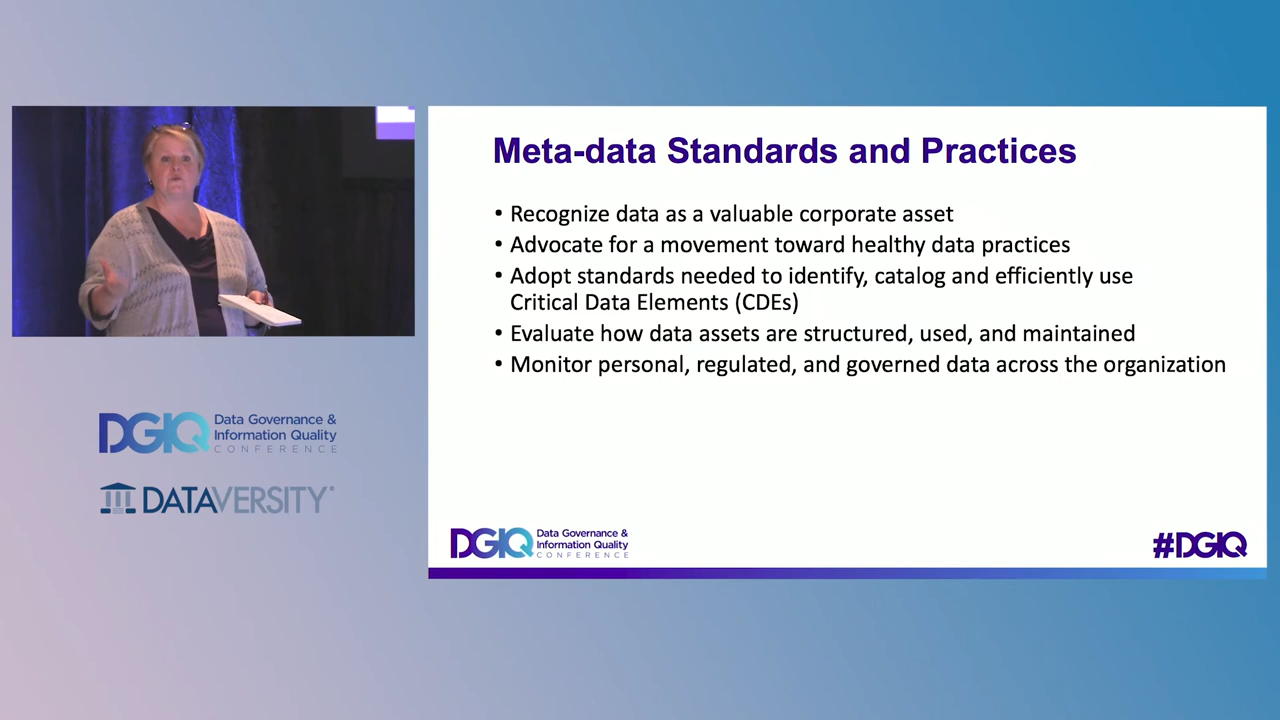 Meta-data Standards and Practices
• Recognize data as a valuable corporate asset
• Advocate for a movement toward healthy data practices
• Adopt standards needed to identify, catalog and efficiently use
Critical Data Elements (CDEs)
• Evaluate how data assets are structured, used, and maintained
• Monitor personal, regulated, and governed data across the organization
DGIQ Data Governance &
Information Quality
CONFERENCE
DATAVERSITY
DGIQ Data Governance &
Information Quality
CONFERENCE
#DGIQ